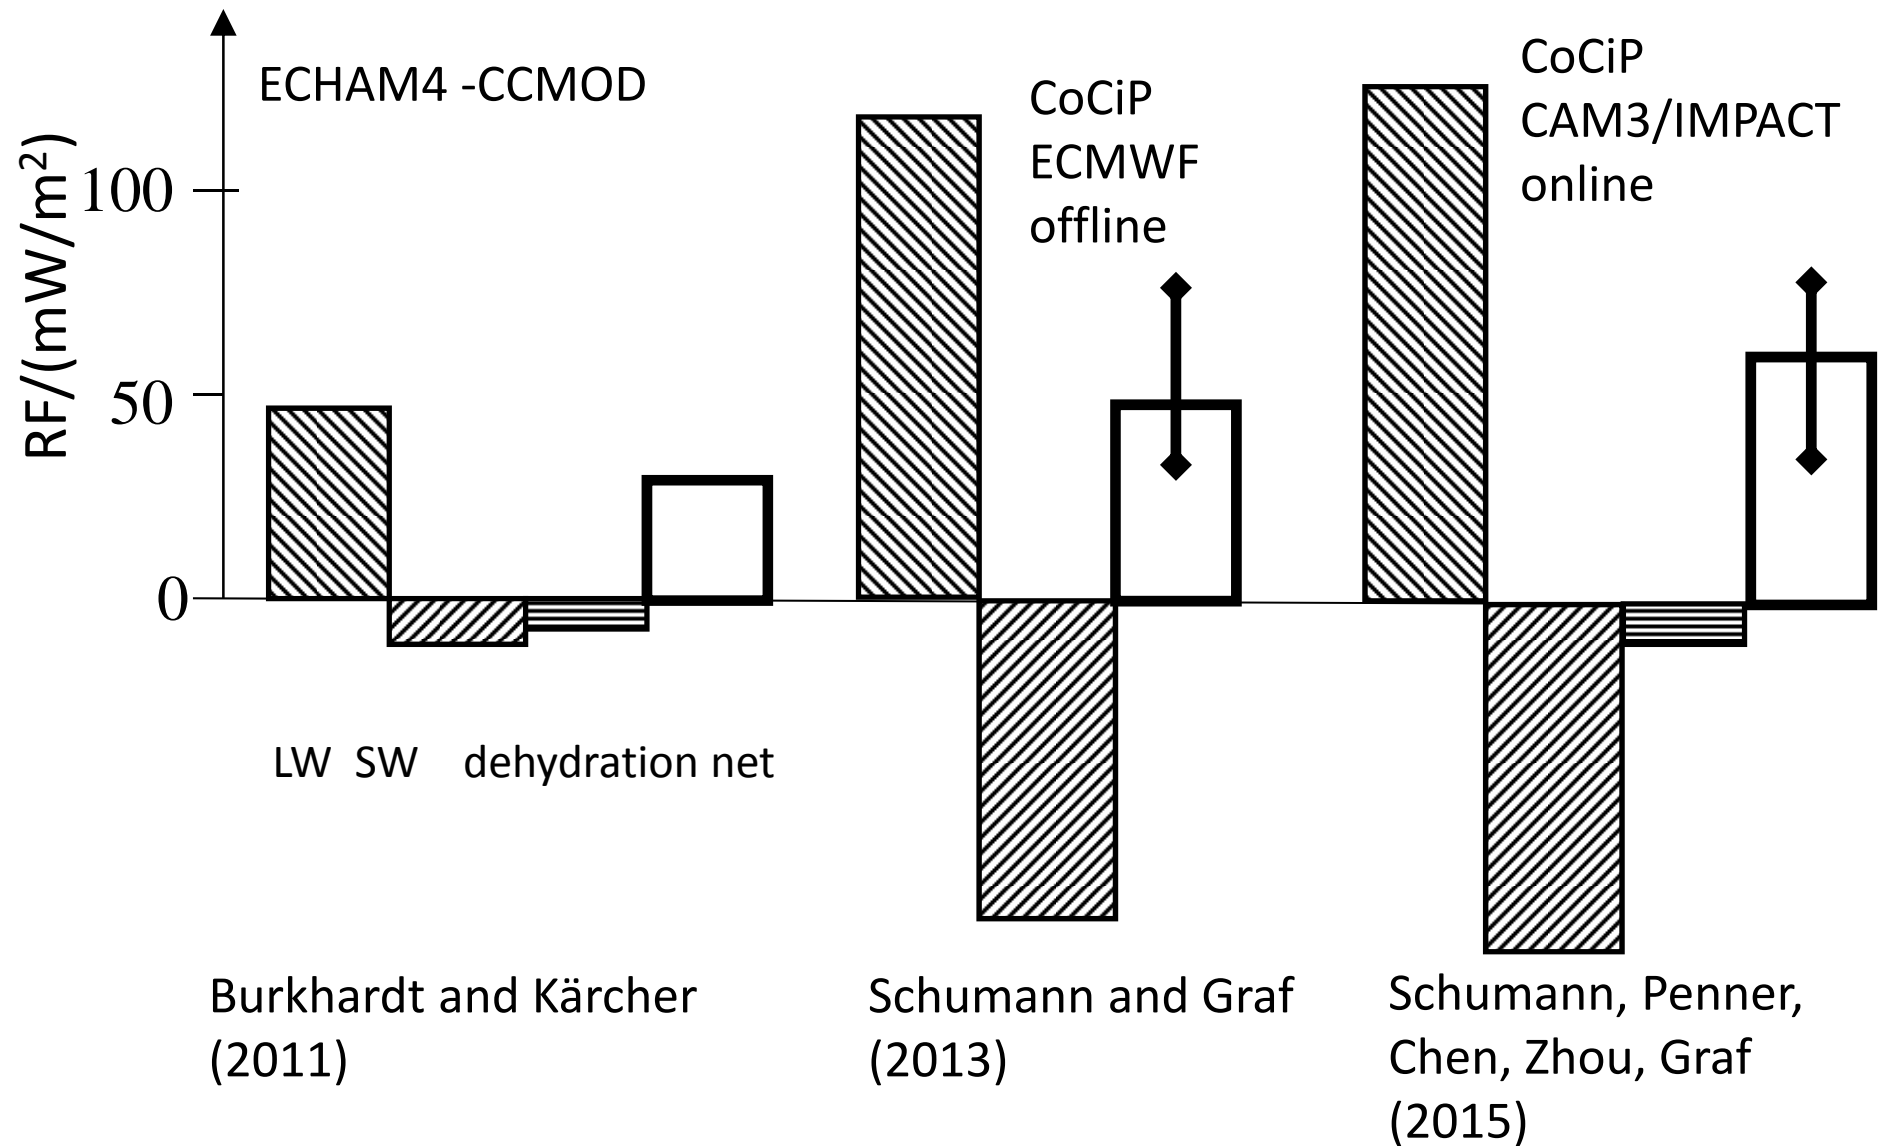 ECHAM4 -CCMOD
CoCiP
ECMWF
offline
CoCiP
CAM3/IMPACT
online
RF/(mW/m²)
100
50
0
LW SW dehydration net
Burkhardt and Kärcher
(2011)
Schumann and Graf
(2013)
Schumann, Penner,
Chen, Zhou, Graf
(2015)